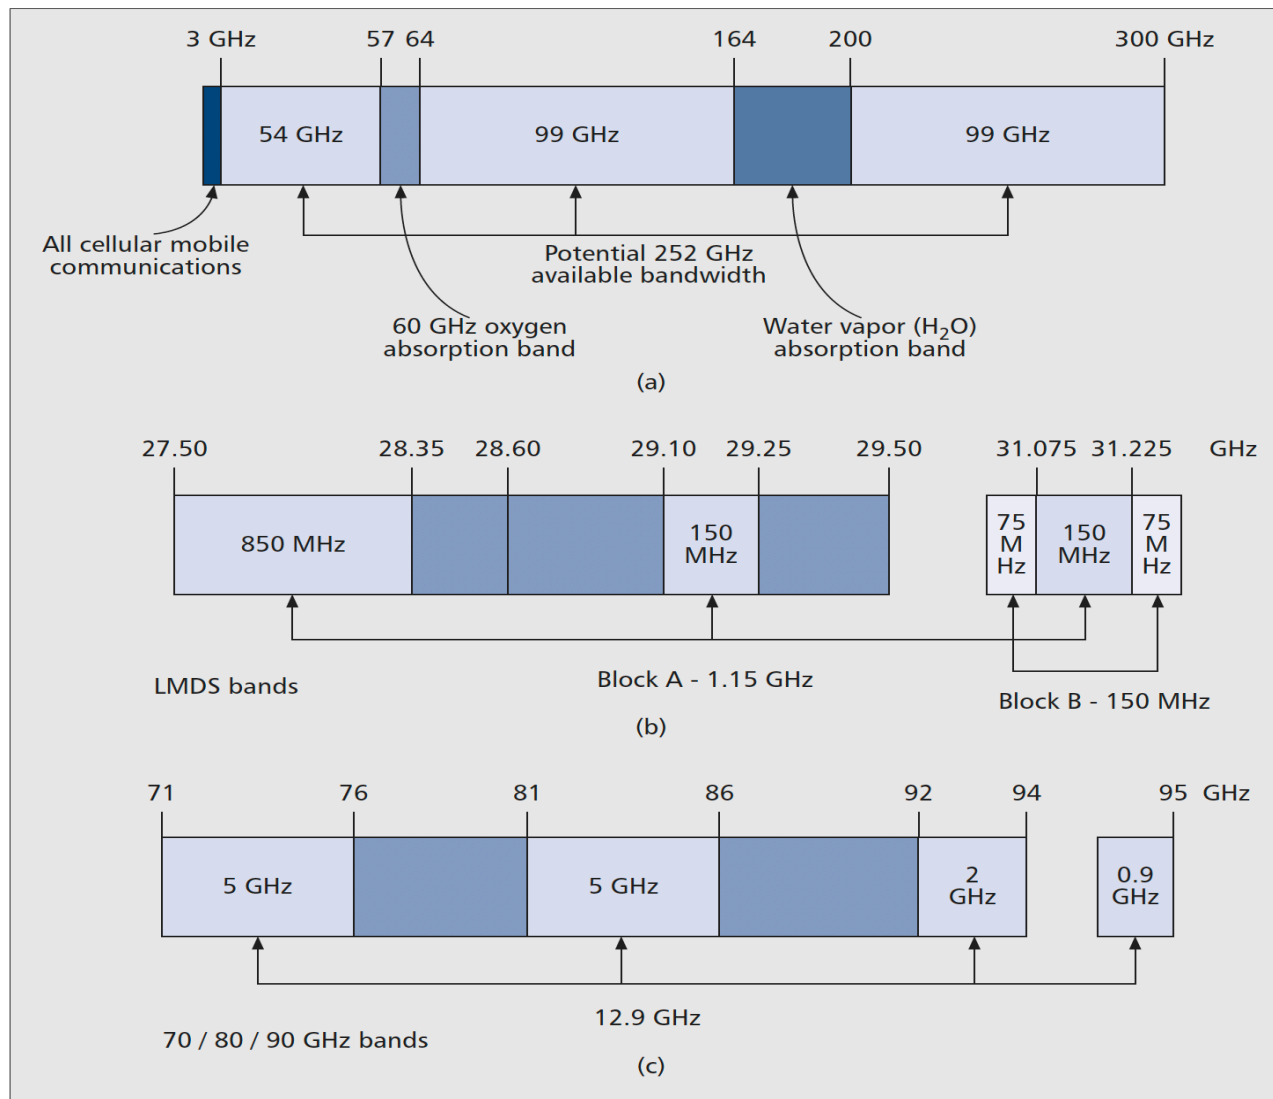 3 GHz 57 64 164 200 300 GHz
54 GHz 99 GHz 99 GHz
All cellular mobile
communications
Potential 252 GHz
available bandwidth
60 GHz oxygen
absorption band
Water vapor (H₂O)
absorption band
(a)
27.50 28.35 28.60 29.10 29.25 29.50 31.075 31.225 GHz
850 MHz
150
MHz
75
M
Hz
150
MHz
75
M
Hz
LMDS bands
Block A - 1.15 GHz
Block B - 150 MHz
(b)
71 76 81 86 92 94 95 GHz
5 GHz 5 GHz
2
GHz
0.9
GHz
12.9 GHz
70 / 80 / 90 GHz bands
(c)